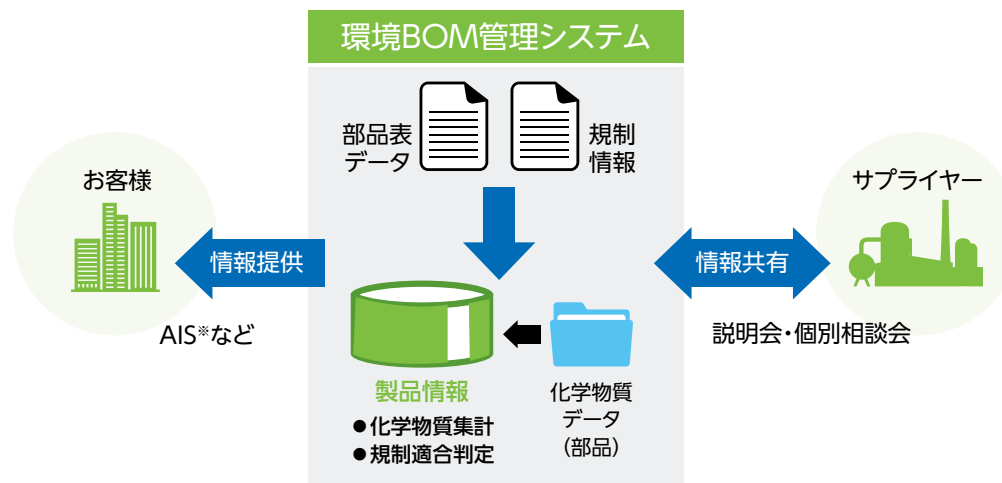 環境BOM管理システム
部品表
データ
規制
情報
お客様
情報提供
AIS※など
サプライヤー
情報共有
説明会・個別相談会
製品情報
●化学物質集計
●規制適合判定
化学物質
データ
（部品）